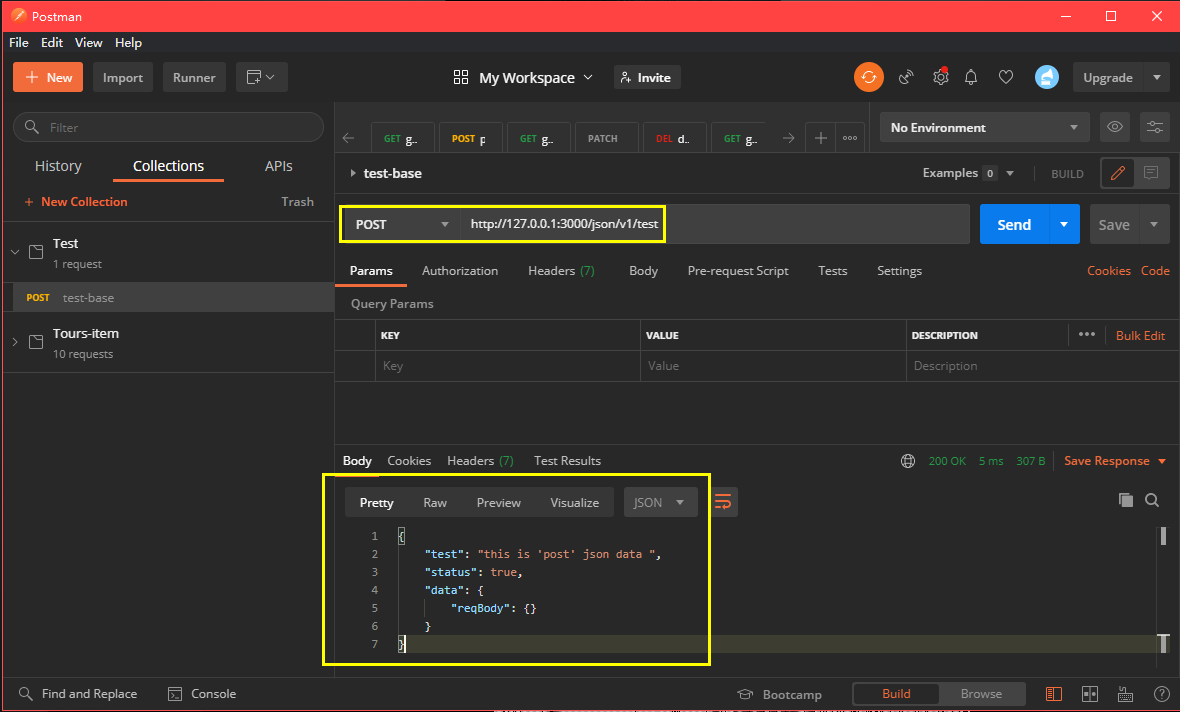 Postman
File Edit View Help
New Import Runner My Workspace Invite Upgrade
Filter
History Collections APIs
+ New Collection Trash
Test
1 request
POST test-base
Tours-item
10 requests
GET g.. POST p GET g.. PATCH DEL d.. GET g.. No Environment
test-base Examples 0 BUILD
POST http://127.0.0.1:3000/json/v1/test Send Save
Params Authorization Headers (7) Body Pre-request Script Tests Settings Cookies Code
Query Params
KEY VALUE DESCRIPTION Bulk Edit
Key Value Description
Body Cookies Headers (7) Test Results 200 OK 5 ms 307 B Save Response
Pretty Raw Preview Visualize JSON
1 {
2 "test": "this is 'post' json data ",
3 "status": true,
4 "data": {
5 "reqBody": {}
6 }
7 }
Find and Replace Console Bootcamp Build Browse